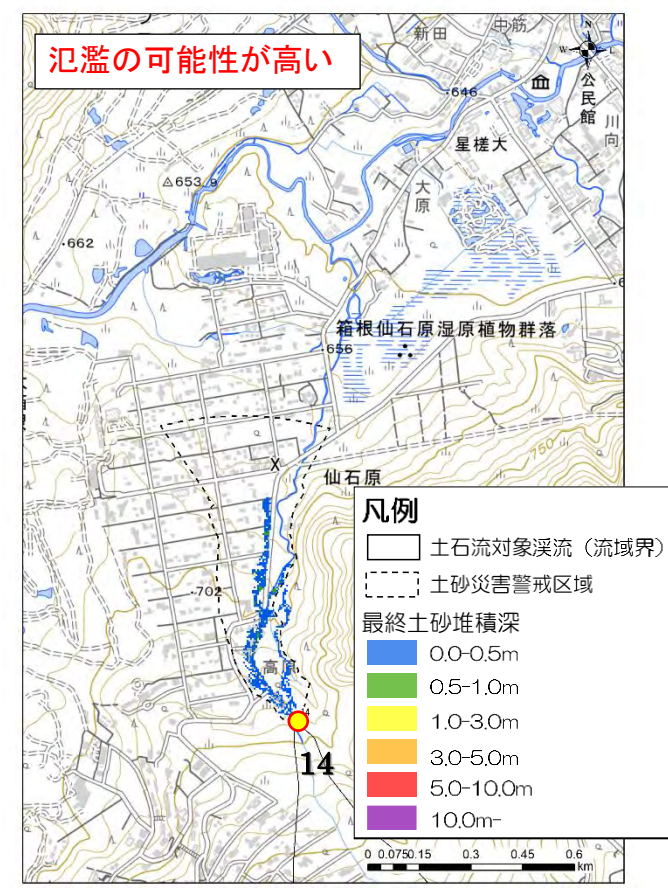 氾濫の可能性が高い
新田
中筋
N
W
公民館
・646
星槎大
川向
大原
△653.9
・662
箱根仙石原湿原植物群落
・656
750
X
仙石原
・702
高原
14
凡例
土石流対象渓流（流域界）
土砂災害警戒区域
最終土砂堆積深
0.0-0.5m
0.5-1.0m
1.0-3.0m
3.0-5.0m
5.0-10.0m
10.0m-
0 0.0750.15 0.3 0.45 0.6
km